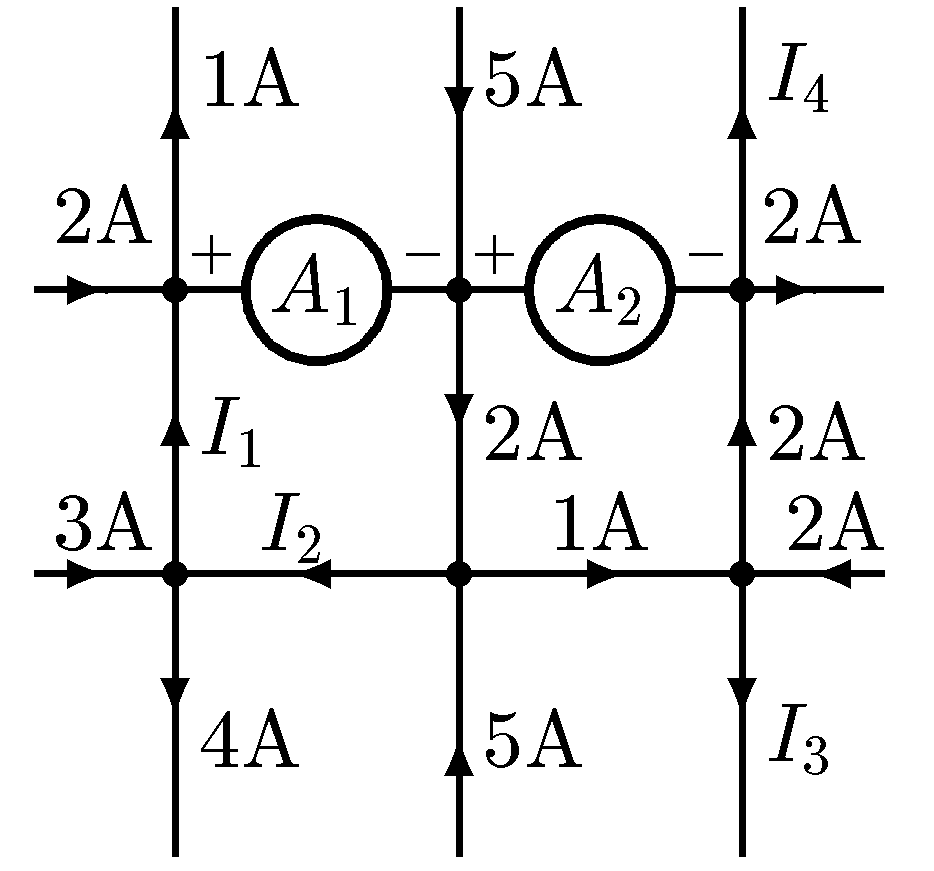 1A 5A I₄
2A + A₁ − + A₂ − 2A
I₁ 2A 2A
3A I₂ 1A 2A
4A 5A I₃